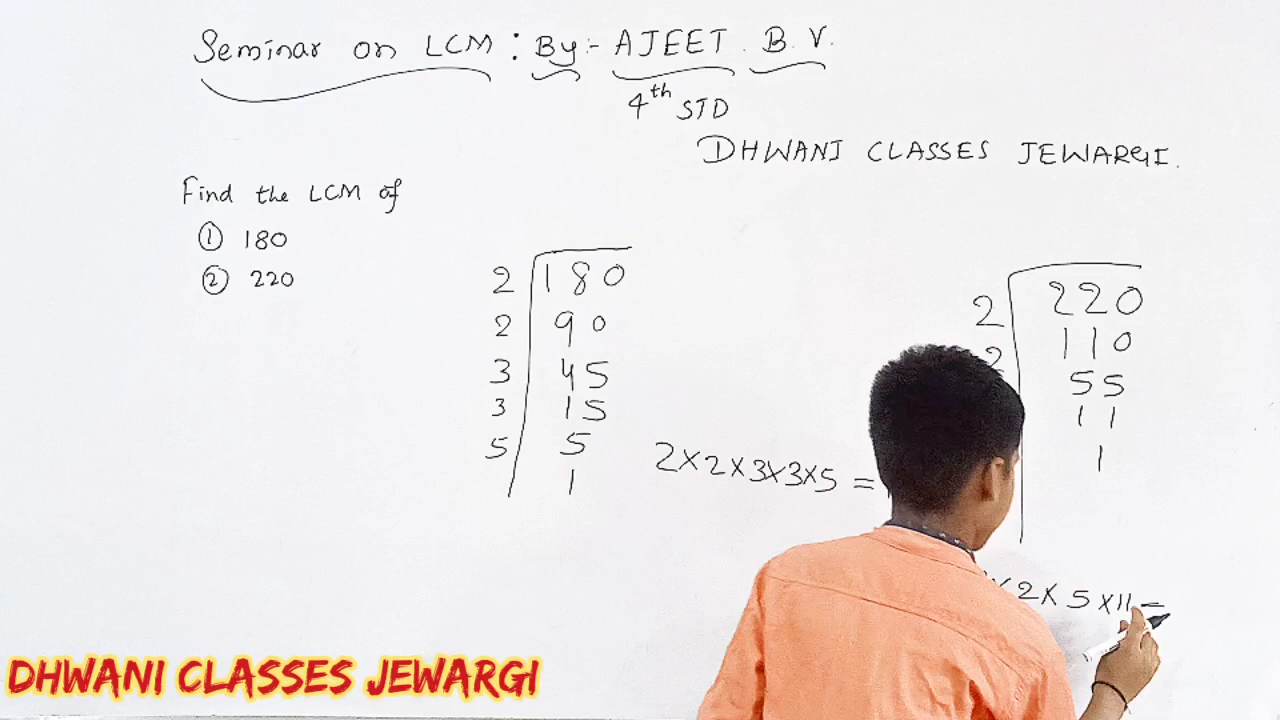 Seminar on LCM : By :- AJEET . B. V.
4th STD
DHWANI CLASSES JEWARGI.
Find the LCM of
① 180
② 220
2 180
2 90
3 45
3 15
5 5
1
2×2×3×3×5 =
2 220
2 110
55
11
1
× 2 × 5 × 11 =
DHWANI CLASSES JEWARGI